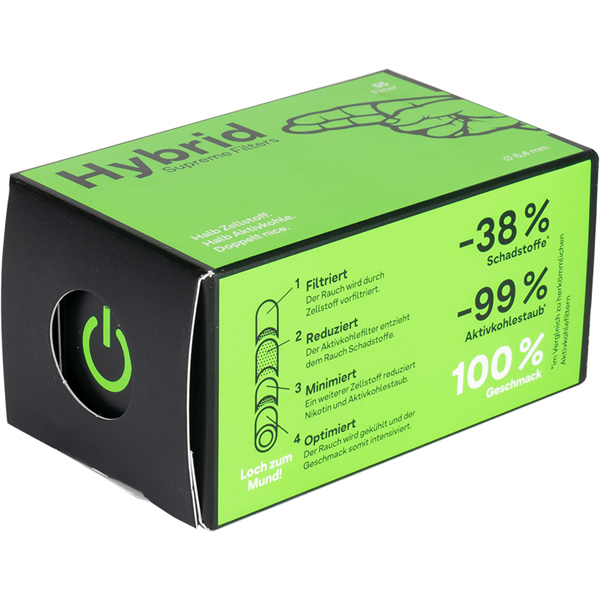 Hybrid
Supreme Filters
55
Filter
Ø 6,4 mm
Halb Zellstoff.
Halb Aktivkohle.
Doppelt nice.
1 Filtriert
Der Rauch wird durch
Zellstoff vorfiltriert.
2 Reduziert
Der Aktivkohlefilter entzieht
dem Rauch Schadstoffe.
3 Minimiert
Ein weiterer Zellstoff reduziert
Nikotin und Aktivkohlestaub.
4 Optimiert
Der Rauch wird gekühlt und der
Geschmack somit intensiviert.
Loch zum
Mund!
-38 %
Schadstoffe*
-99 %
Aktivkohlestaub*
100 %
Geschmack
*im Vergleich zu herkömmlichen
Aktivkohlefiltern